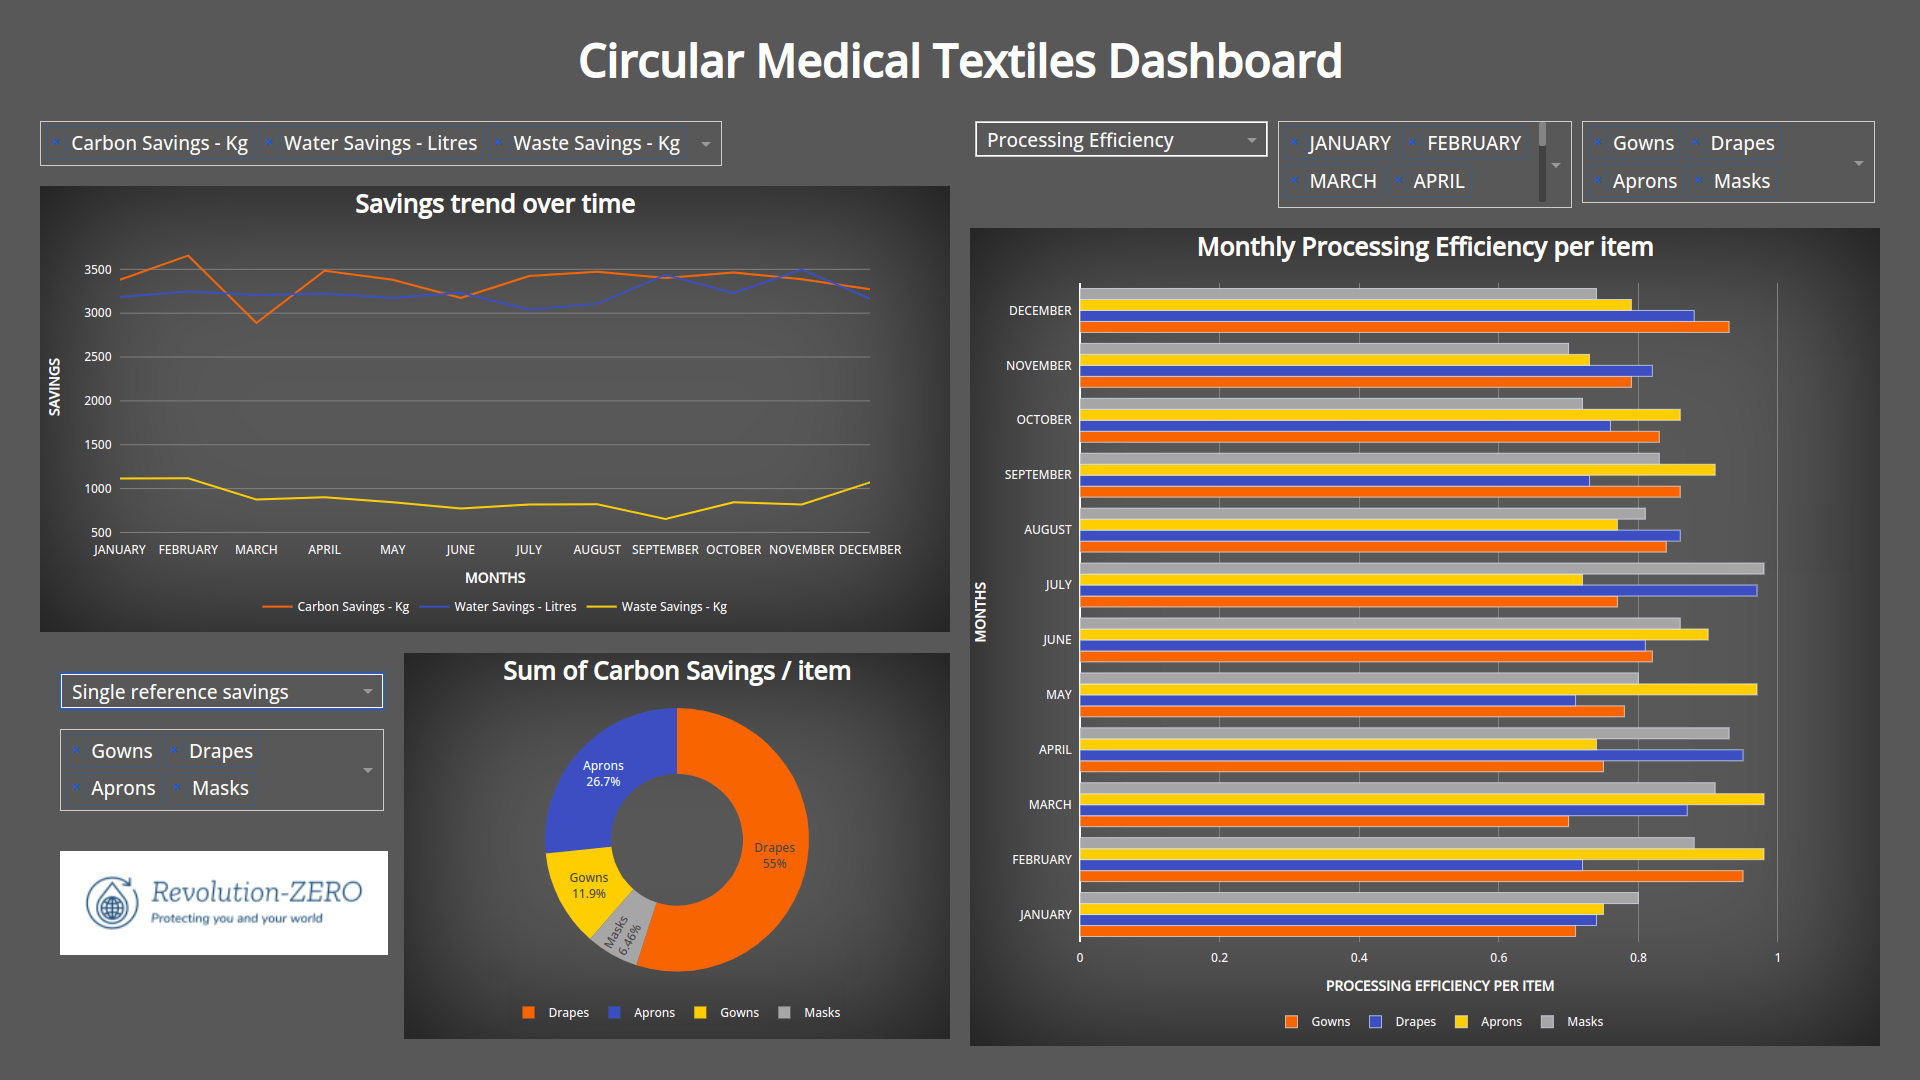 Circular Medical Textiles Dashboard
× Carbon Savings - Kg × Water Savings - Litres × Waste Savings - Kg
Savings trend over time
3500
3000
2500
2000
1500
1000
500
SAVINGS
JANUARY FEBRUARY MARCH APRIL MAY JUNE JULY AUGUST SEPTEMBER OCTOBER NOVEMBER DECEMBER
MONTHS
Carbon Savings - Kg Water Savings - Litres Waste Savings - Kg
Single reference savings
× Gowns × Drapes
× Aprons × Masks
Revolution-ZERO
Protecting you and your world
Sum of Carbon Savings / item
Aprons
26.7%
Drapes
55%
Gowns
11.9%
Masks
6.46%
Drapes Aprons Gowns Masks
Processing Efficiency
× JANUARY × FEBRUARY
× MARCH × APRIL
× Gowns × Drapes
× Aprons × Masks
Monthly Processing Efficiency per item
DECEMBER
NOVEMBER
OCTOBER
SEPTEMBER
AUGUST
JULY
JUNE
MAY
APRIL
MARCH
FEBRUARY
JANUARY
MONTHS
0 0.2 0.4 0.6 0.8 1
PROCESSING EFFICIENCY PER ITEM
Gowns Drapes Aprons Masks